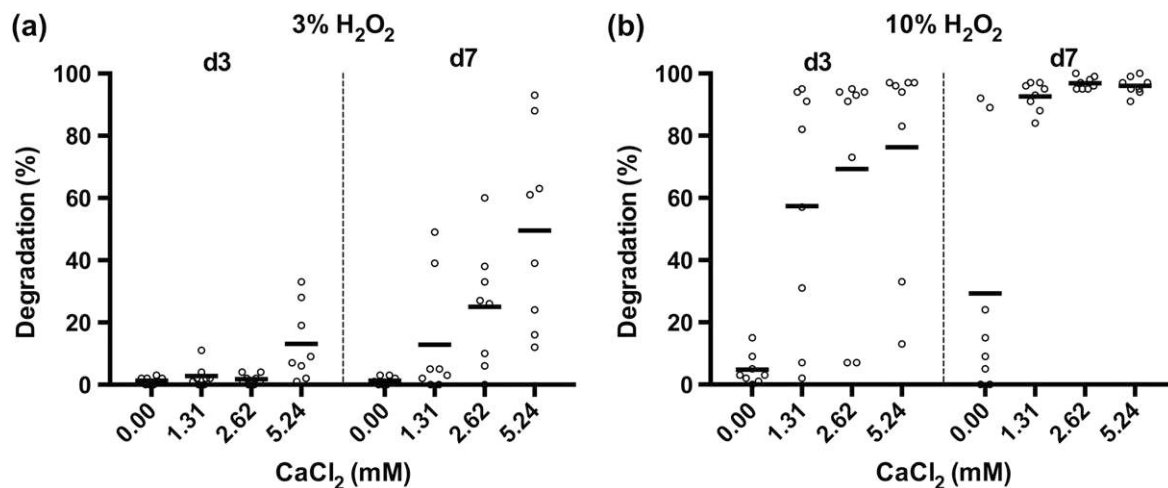 (a) 3% H₂O₂
d3 d7
Degradation (%)
100
80
60
40
20
0
0.00 1.31 2.62 5.24 0.00 1.31 2.62 5.24
CaCl₂ (mM)
(b) 10% H₂O₂
d3 d7
Degradation (%)
100
80
60
40
20
0
0.00 1.31 2.62 5.24 0.00 1.31 2.62 5.24
CaCl₂ (mM)